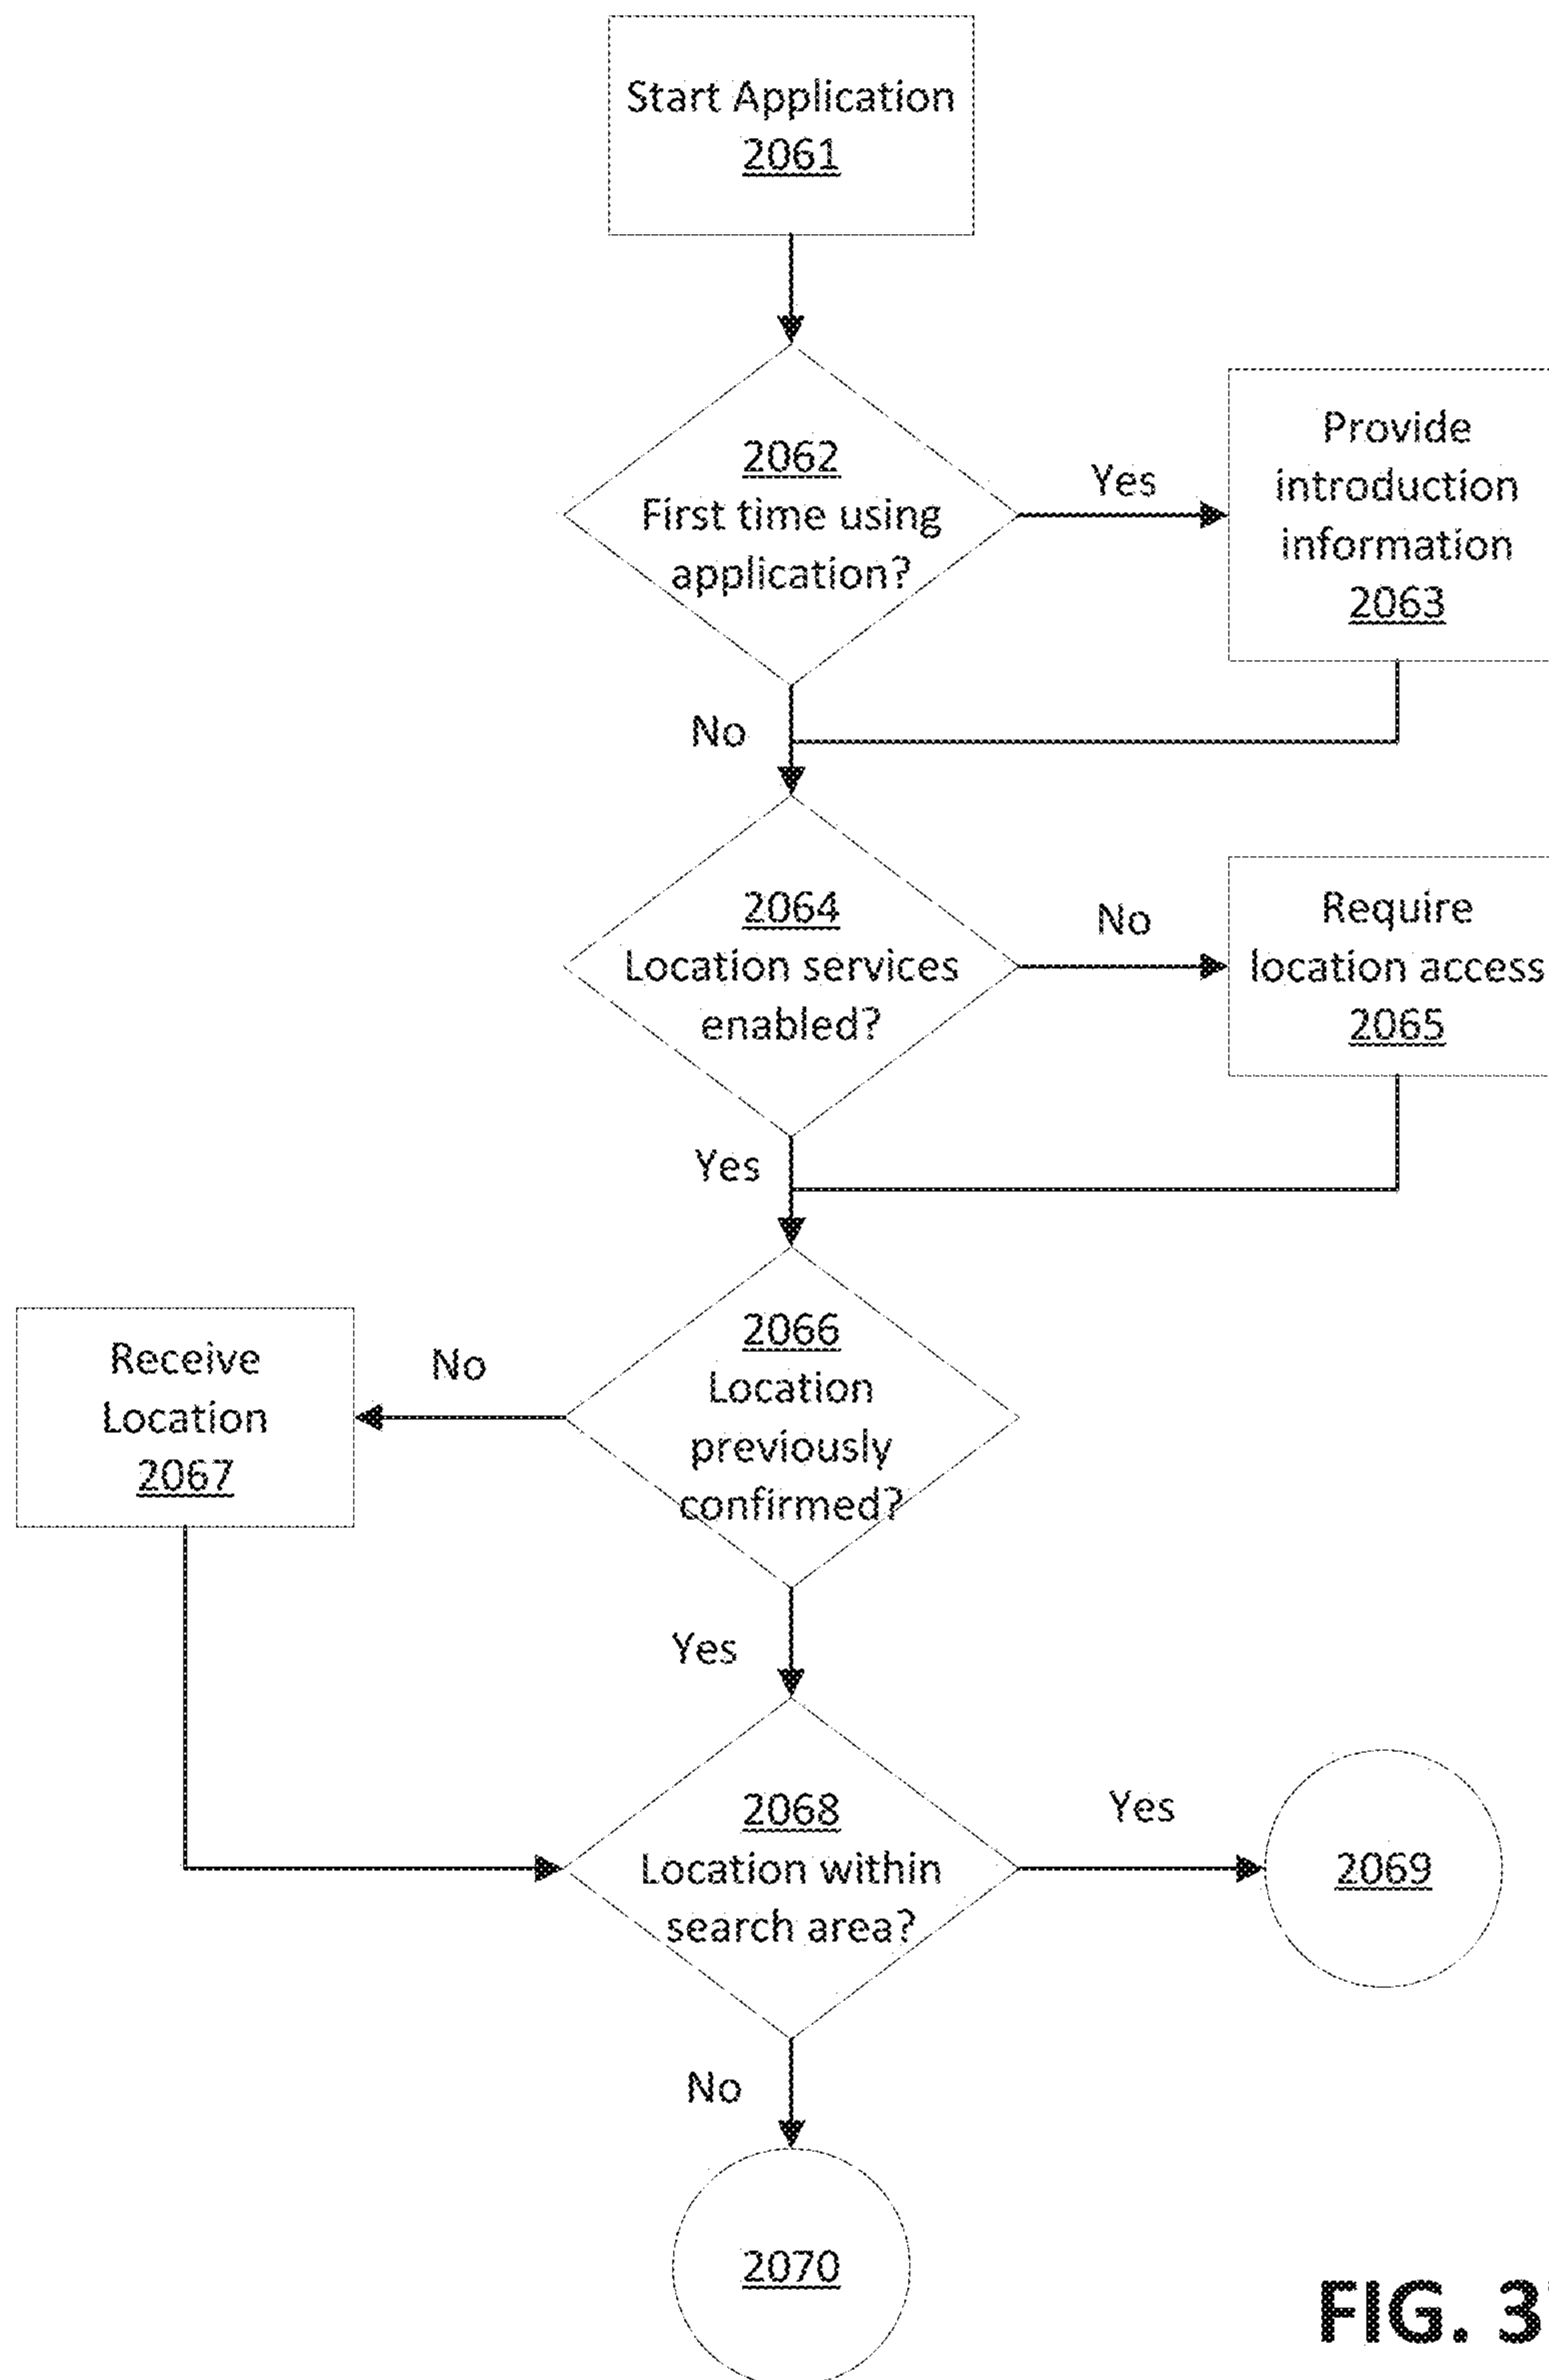 Start Application
2061
2062
First time using
application?
Yes
Provide
introduction
information
2063
No
2064
Location services
enabled?
No
Require
location access
2065
Yes
2066
Location
previously
confirmed?
No
Receive
Location
2067
Yes
2068
Location within
search area?
Yes
2069
No
2070
FIG. 3